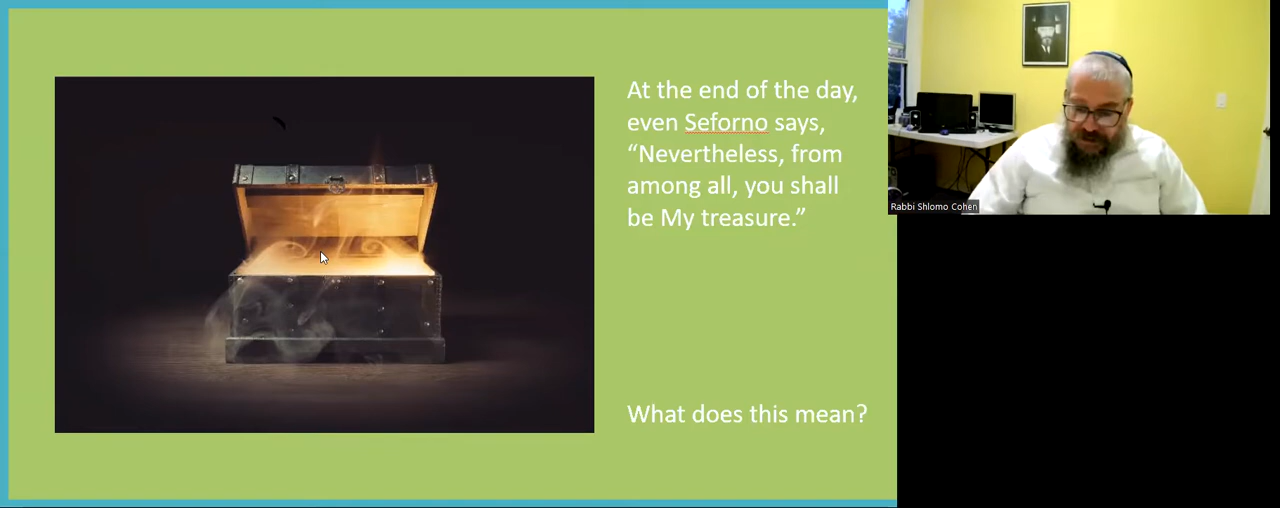 At the end of the day,
even Seforno says,
“Nevertheless, from
among all, you shall
be My treasure.”
What does this mean?
Rabbi Shlomo Cohen